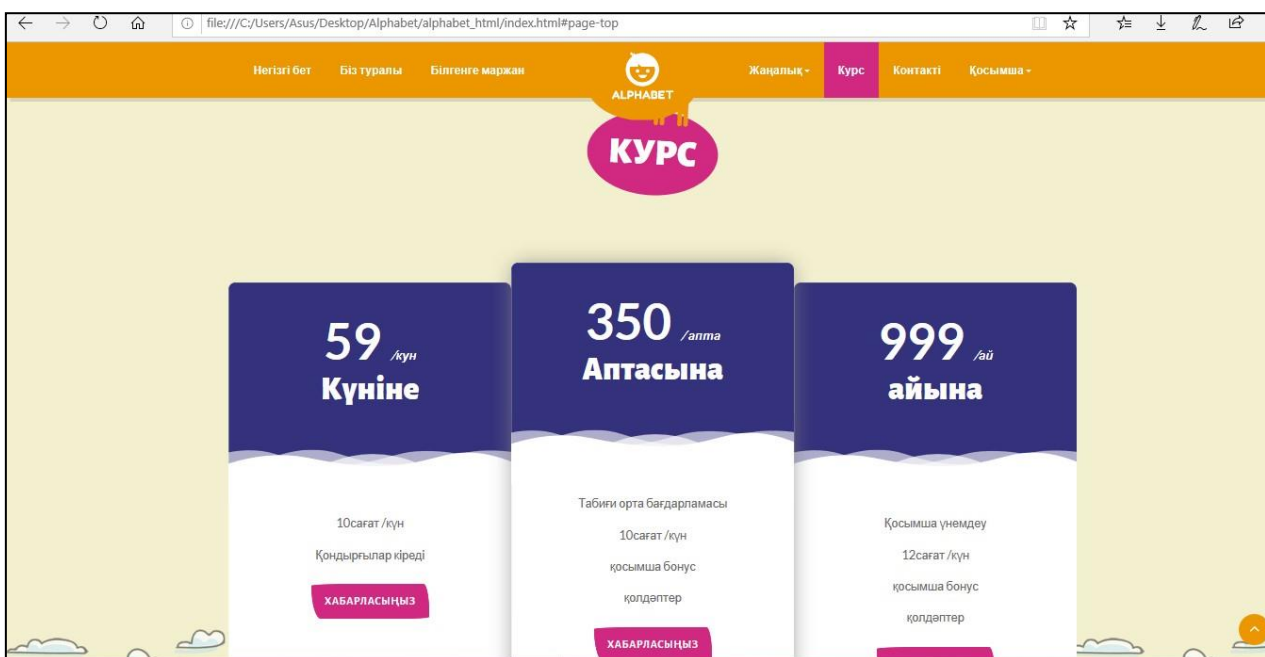 file:///C:/Users/Asus/Desktop/Alphabet/alphabet_html/index.html#page-top
Негізгі бет Біз туралы Білгенге маржан ALPHABET Жаңалық Курс Контакті Қосымша
КУРС
59 /күн
Күніне
10сағат /күн
Қондырғылар кіреді
ХАБАРЛАСЫҢЫЗ
350 /апта
Аптасына
Табиғи орта бағдарламасы
10сағат /күн
қосымша бонус
қолдәптер
ХАБАРЛАСЫҢЫЗ
999 /ай
айына
Қосымша үнемдеу
12сағат /күн
қосымша бонус
қолдәптер